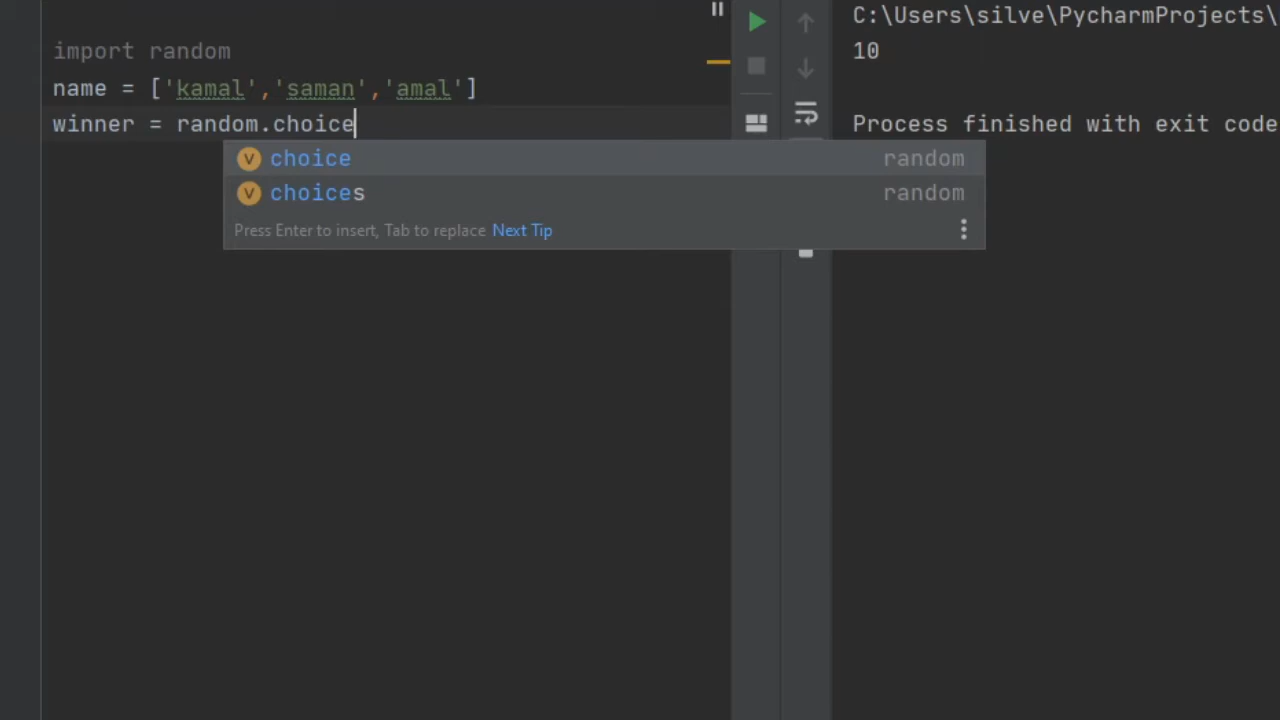 import random
name = ['kamal','saman','amal']
winner = random.choice
choice random
choices random
Press Enter to insert, Tab to replace Next Tip
C:\Users\silve\PycharmProjects\
10
Process finished with exit code